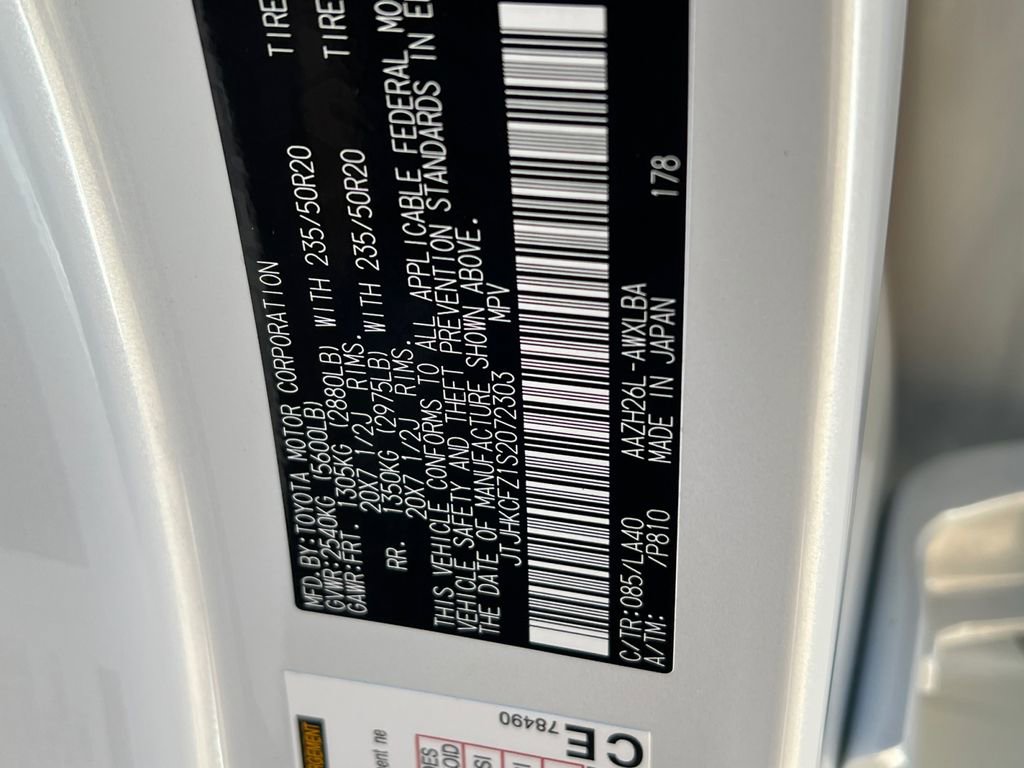 MFD.BY:TOYOTA MOTOR CORPORATION
GVWR:2540KG (5600LB)
GAWR:FRT. 1305KG (2880LB) WITH 235/50R20 TIRE
20X7 1/2J RIMS.
RR. 1350KG (2975LB) WITH 235/50R20 TIRE
20X7 1/2J RIMS.
THIS VEHICLE CONFORMS TO ALL APPLICABLE FEDERAL MO
VEHICLE SAFETY AND THEFT PREVENTION STANDARDS IN E
THE DATE OF MANUFACTURE SHOWN ABOVE.
JTJHKCFZ1S2072303 MPV
C/TR:085/LA40 AAZH26L-AWXLBA
A/TM: /P810 MADE IN JAPAN 178
78490
CE